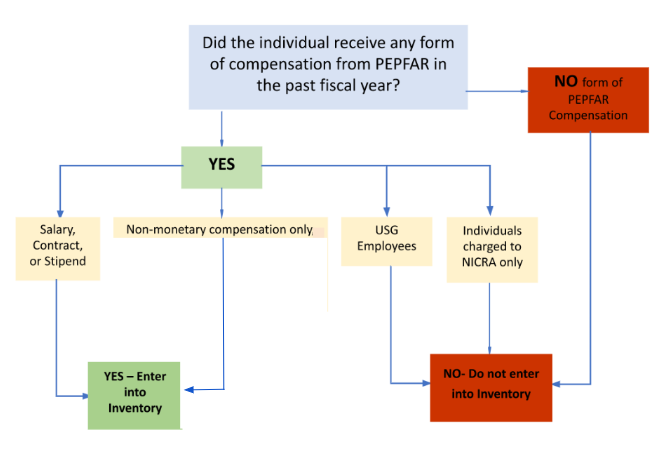 Did the individual receive any form
of compensation from PEPFAR in
the past fiscal year?
NO form of
PEPFAR
Compensation
YES
Salary,
Contract,
or Stipend
Non-monetary compensation only
USG
Employees
Individuals
charged to
NICRA only
YES – Enter
into
Inventory
NO- Do not enter
into Inventory